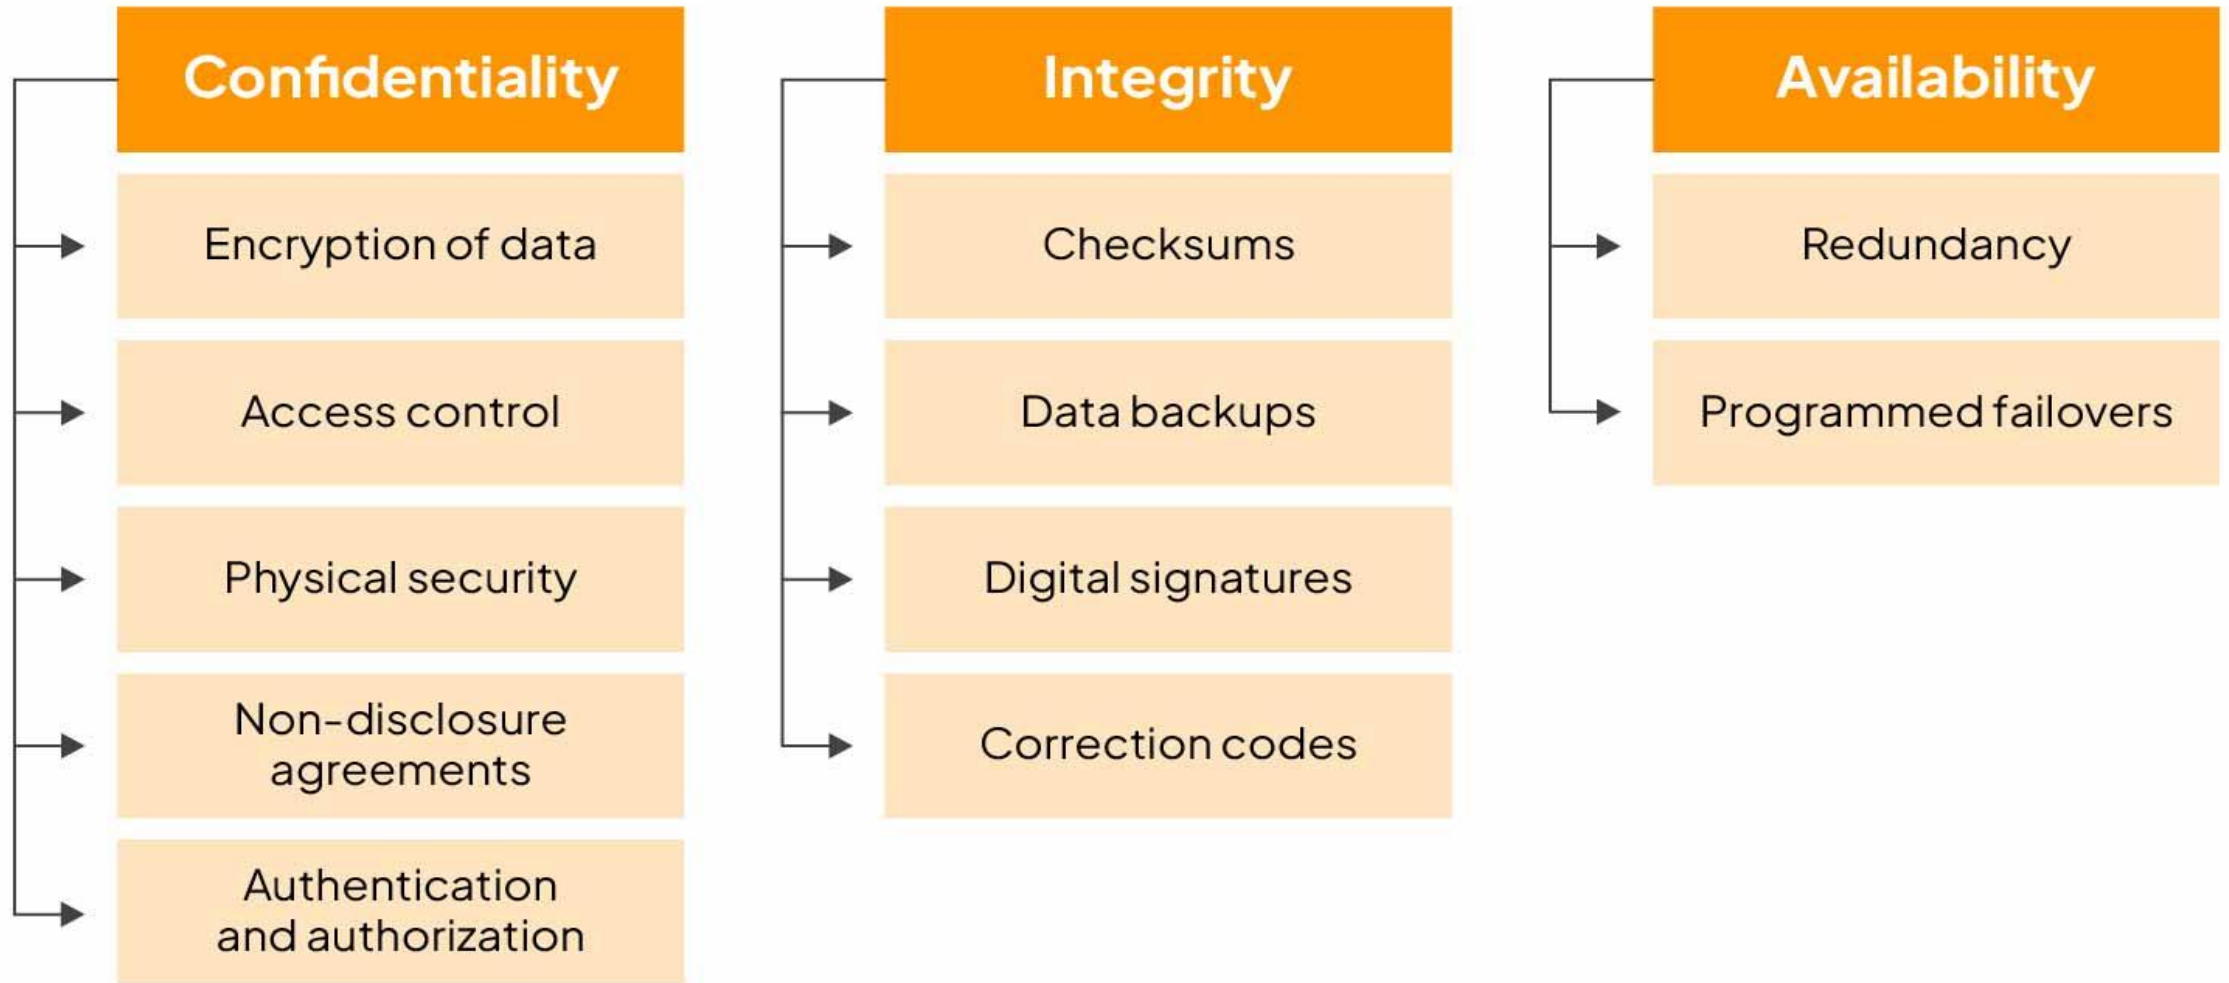 Confidentiality
Encryption of data
Access control
Physical security
Non-disclosure
agreements
Authentication
and authorization
Integrity
Checksums
Data backups
Digital signatures
Correction codes
Availability
Redundancy
Programmed failovers